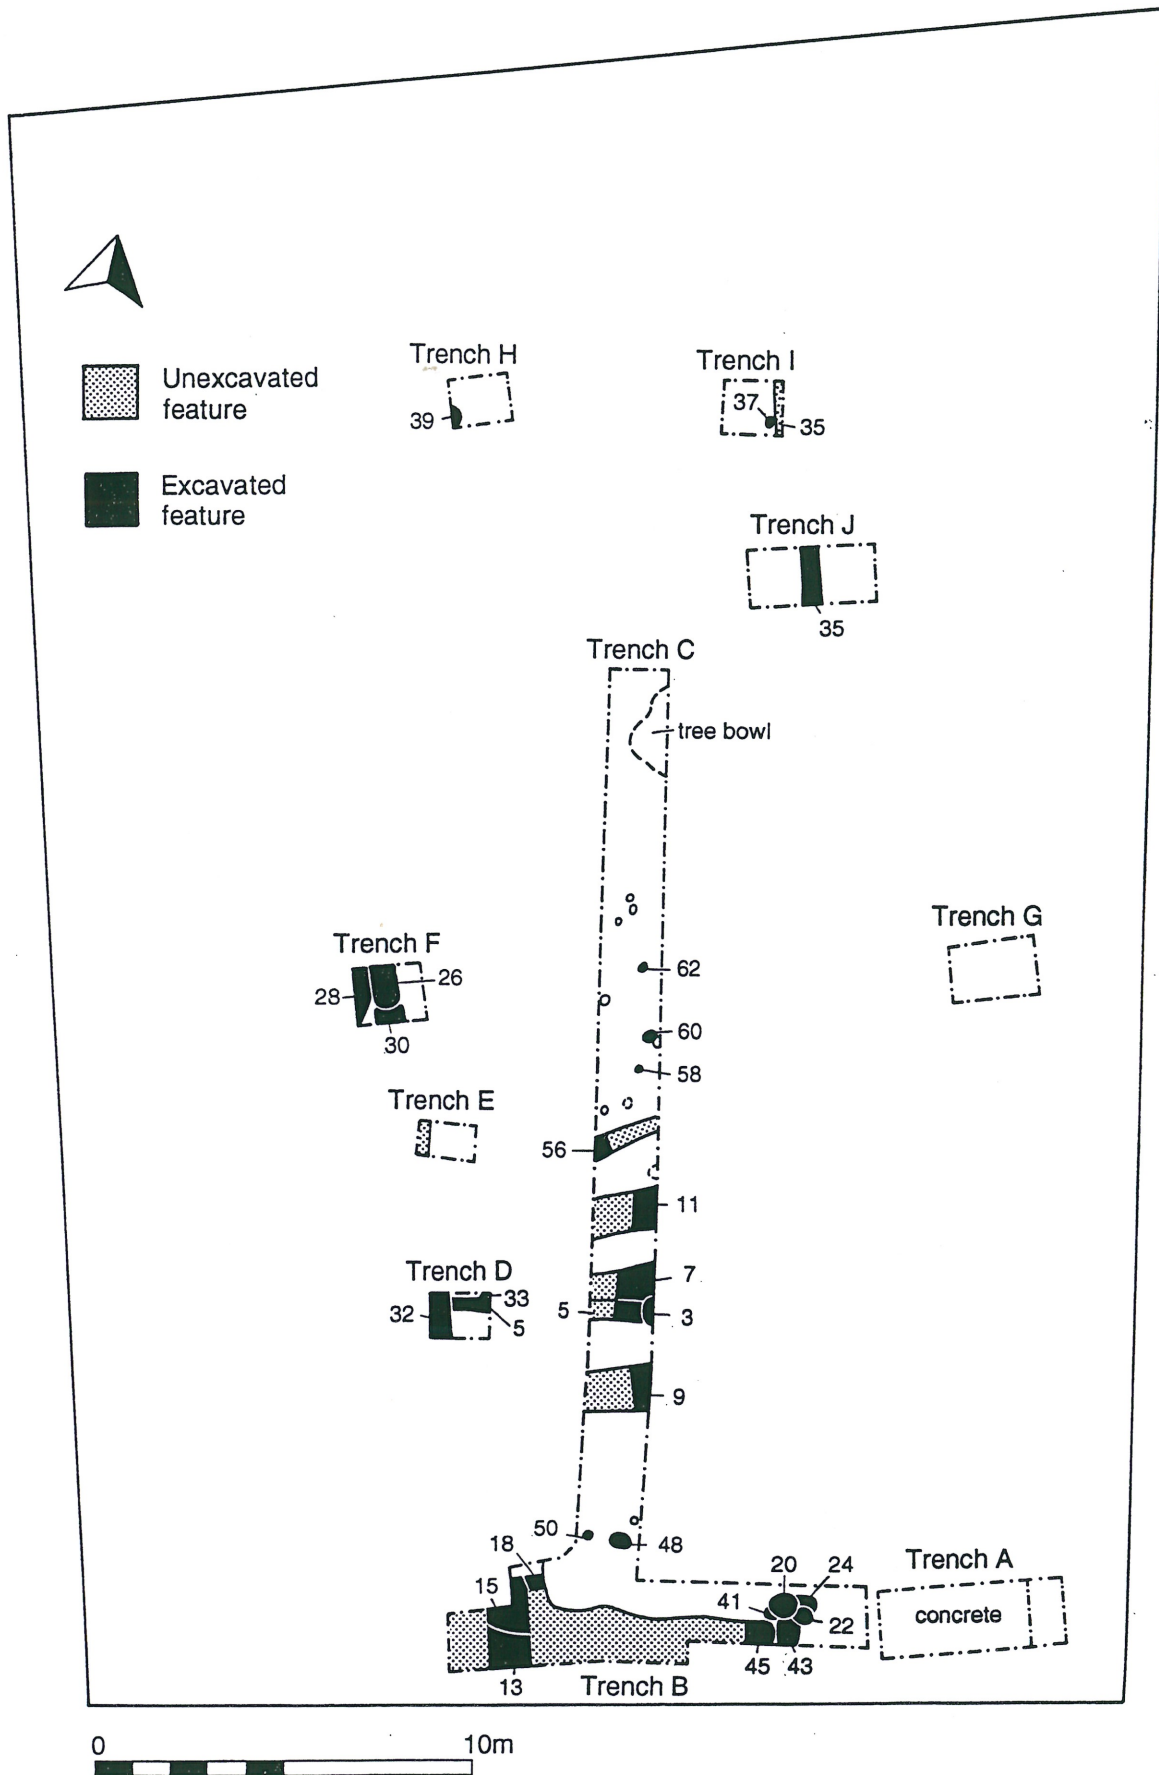 Trench H
39
Trench I
37
35
Unexcavated
feature
Excavated
feature
Trench J
35
Trench C
tree bowl
Trench F
28
26
30
62
Trench G
60
58
Trench E
56
11
Trench D
32
33
5
5
7
3
9
50
48
18
15
13
Trench B
20
24
41
22
45
43
Trench A
concrete
0
10m